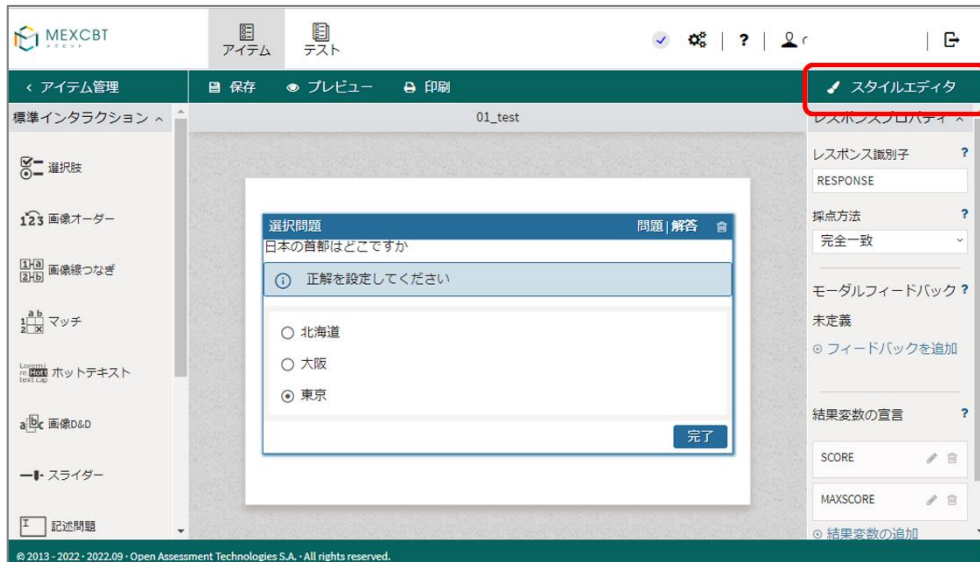 MEXCBT
メクビット
アイテム
テスト
?
< アイテム管理
保存
プレビュー
印刷
スタイルエディタ
標準インタラクション
01_test
レスポンスプロパティ
選択肢
画像オーダー
画像線つなぎ
マッチ
ホットテキスト
画像D&D
スライダー
記述問題
選択問題
問題|解答
日本の首都はどこですか
正解を設定してください
北海道
大阪
東京
完了
レスポンス識別子 ?
RESPONSE
採点方法 ?
完全一致
モーダルフィードバック ?
未定義
フィードバックを追加
結果変数の宣言 ?
SCORE
MAXSCORE
結果変数の追加
© 2013 - 2022 · 2022.09 · Open Assessment Technologies S.A. · All rights reserved.